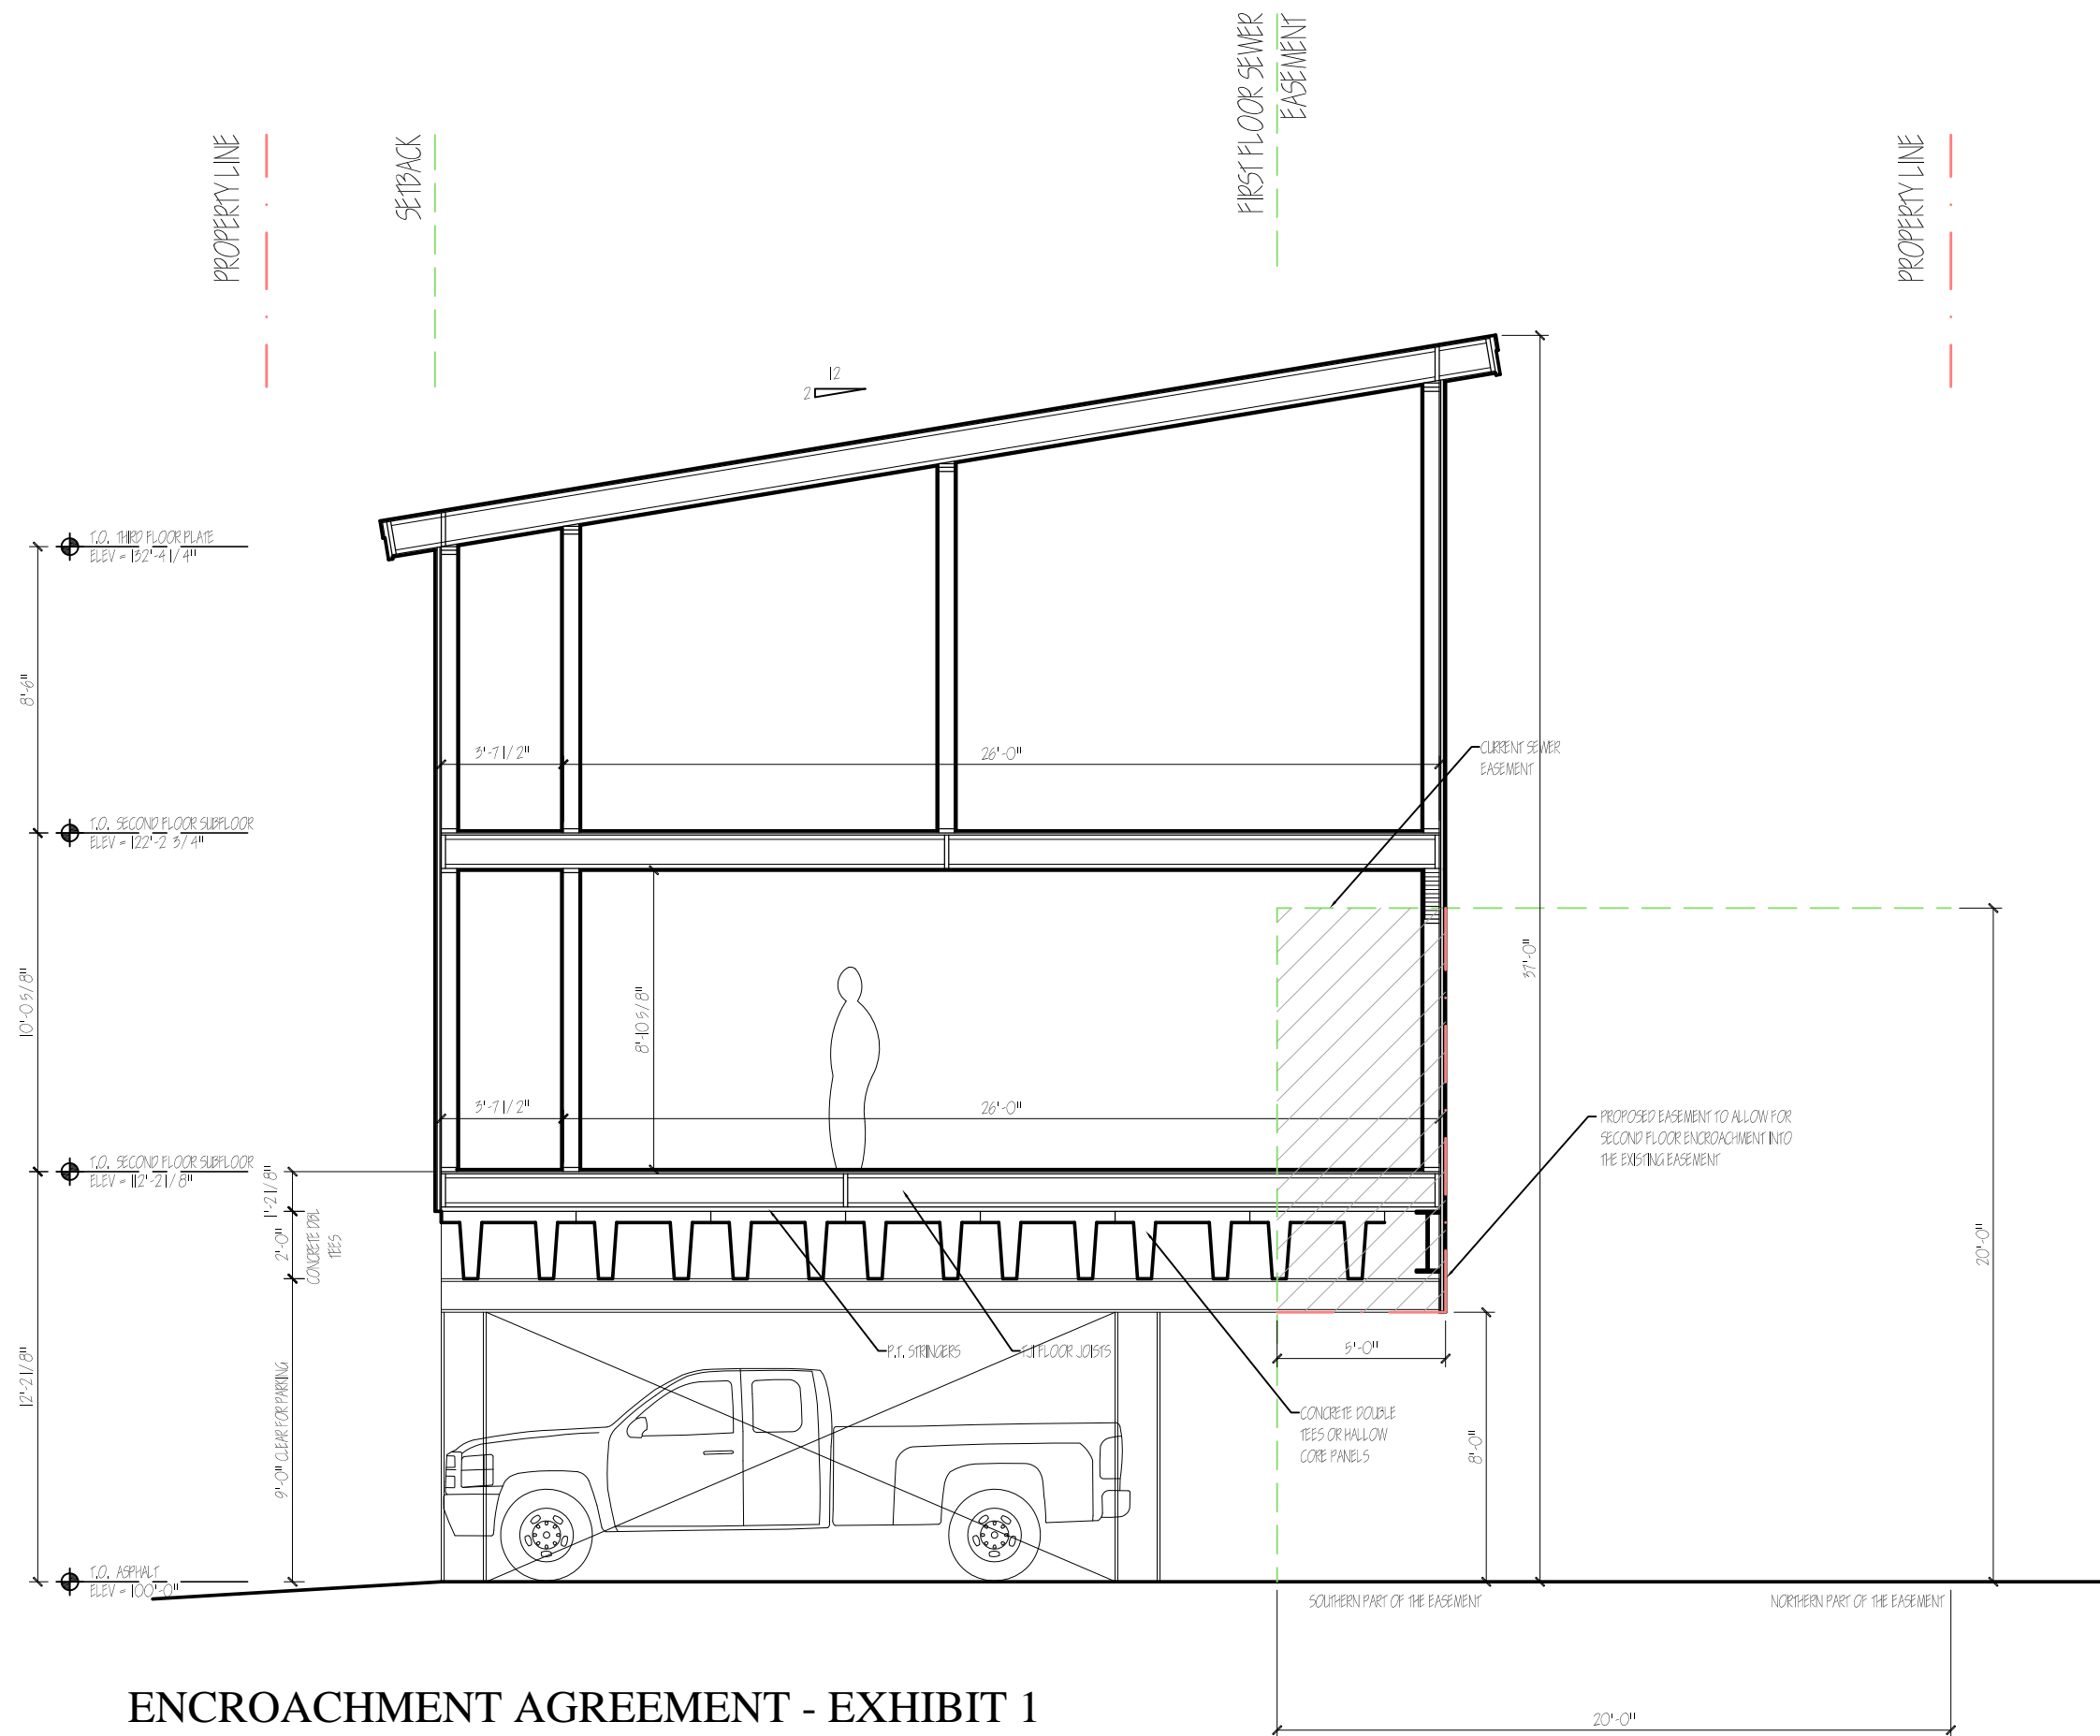 FIRST FLOOR SEWER
EASEMENT
PROPERTY LINE
SETBACK
PROPERTY LINE
12
2
T.O. THIRD FLOOR PLATE
ELEV = 132'-4 1/4"
8'-6"
3'-7 1/2"
26'-0"
CURRENT SEWER
EASEMENT
T.O. SECOND FLOOR SUBFLOOR
ELEV = 122'-2 3/4"
37'-0"
10'-0 5/8"
8'-10 5/8"
3'-7 1/2"
26'-0"
PROPOSED EASEMENT TO ALLOW FOR
SECOND FLOOR ENCROACHMENT INTO
THE EXISTING EASEMENT
T.O. SECOND FLOOR SUBFLOOR
ELEV = 112'-2 1/8"
1'-2 1/8"
2'-0"
CONCRETE DBL
TEES
20'-0"
P.T. STRINGERS
TJI FLOOR JOISTS
5'-0"
12'-2 1/8"
9'-0" CLEAR FOR PARKING
CONCRETE DOUBLE
TEES OR HALLOW
CORE PANELS
8'-0"
T.O. ASPHALT
ELEV = 100'-0"
SOUTHERN PART OF THE EASEMENT
NORTHERN PART OF THE EASEMENT
ENCROACHMENT AGREEMENT - EXHIBIT 1
20'-0"